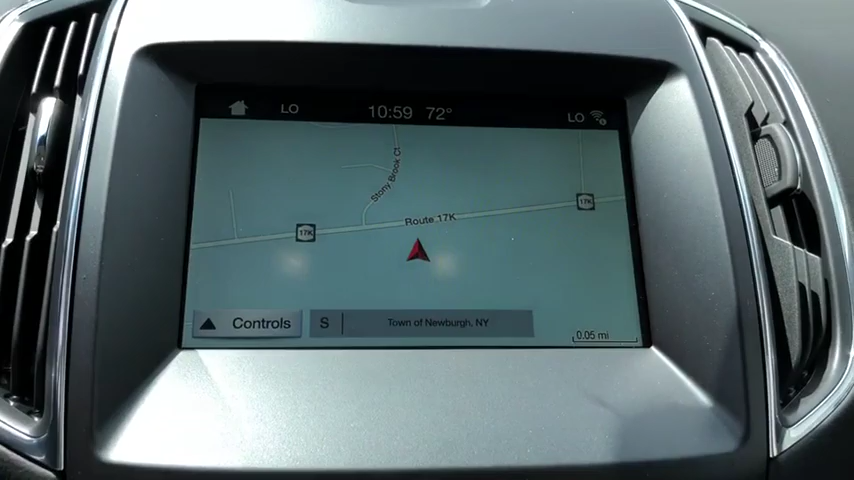 LO 10:59 72° LO
Stony Brook Ct
17K
Route 17K
17K
Controls
S
Town of Newburgh, NY
0.05 mi